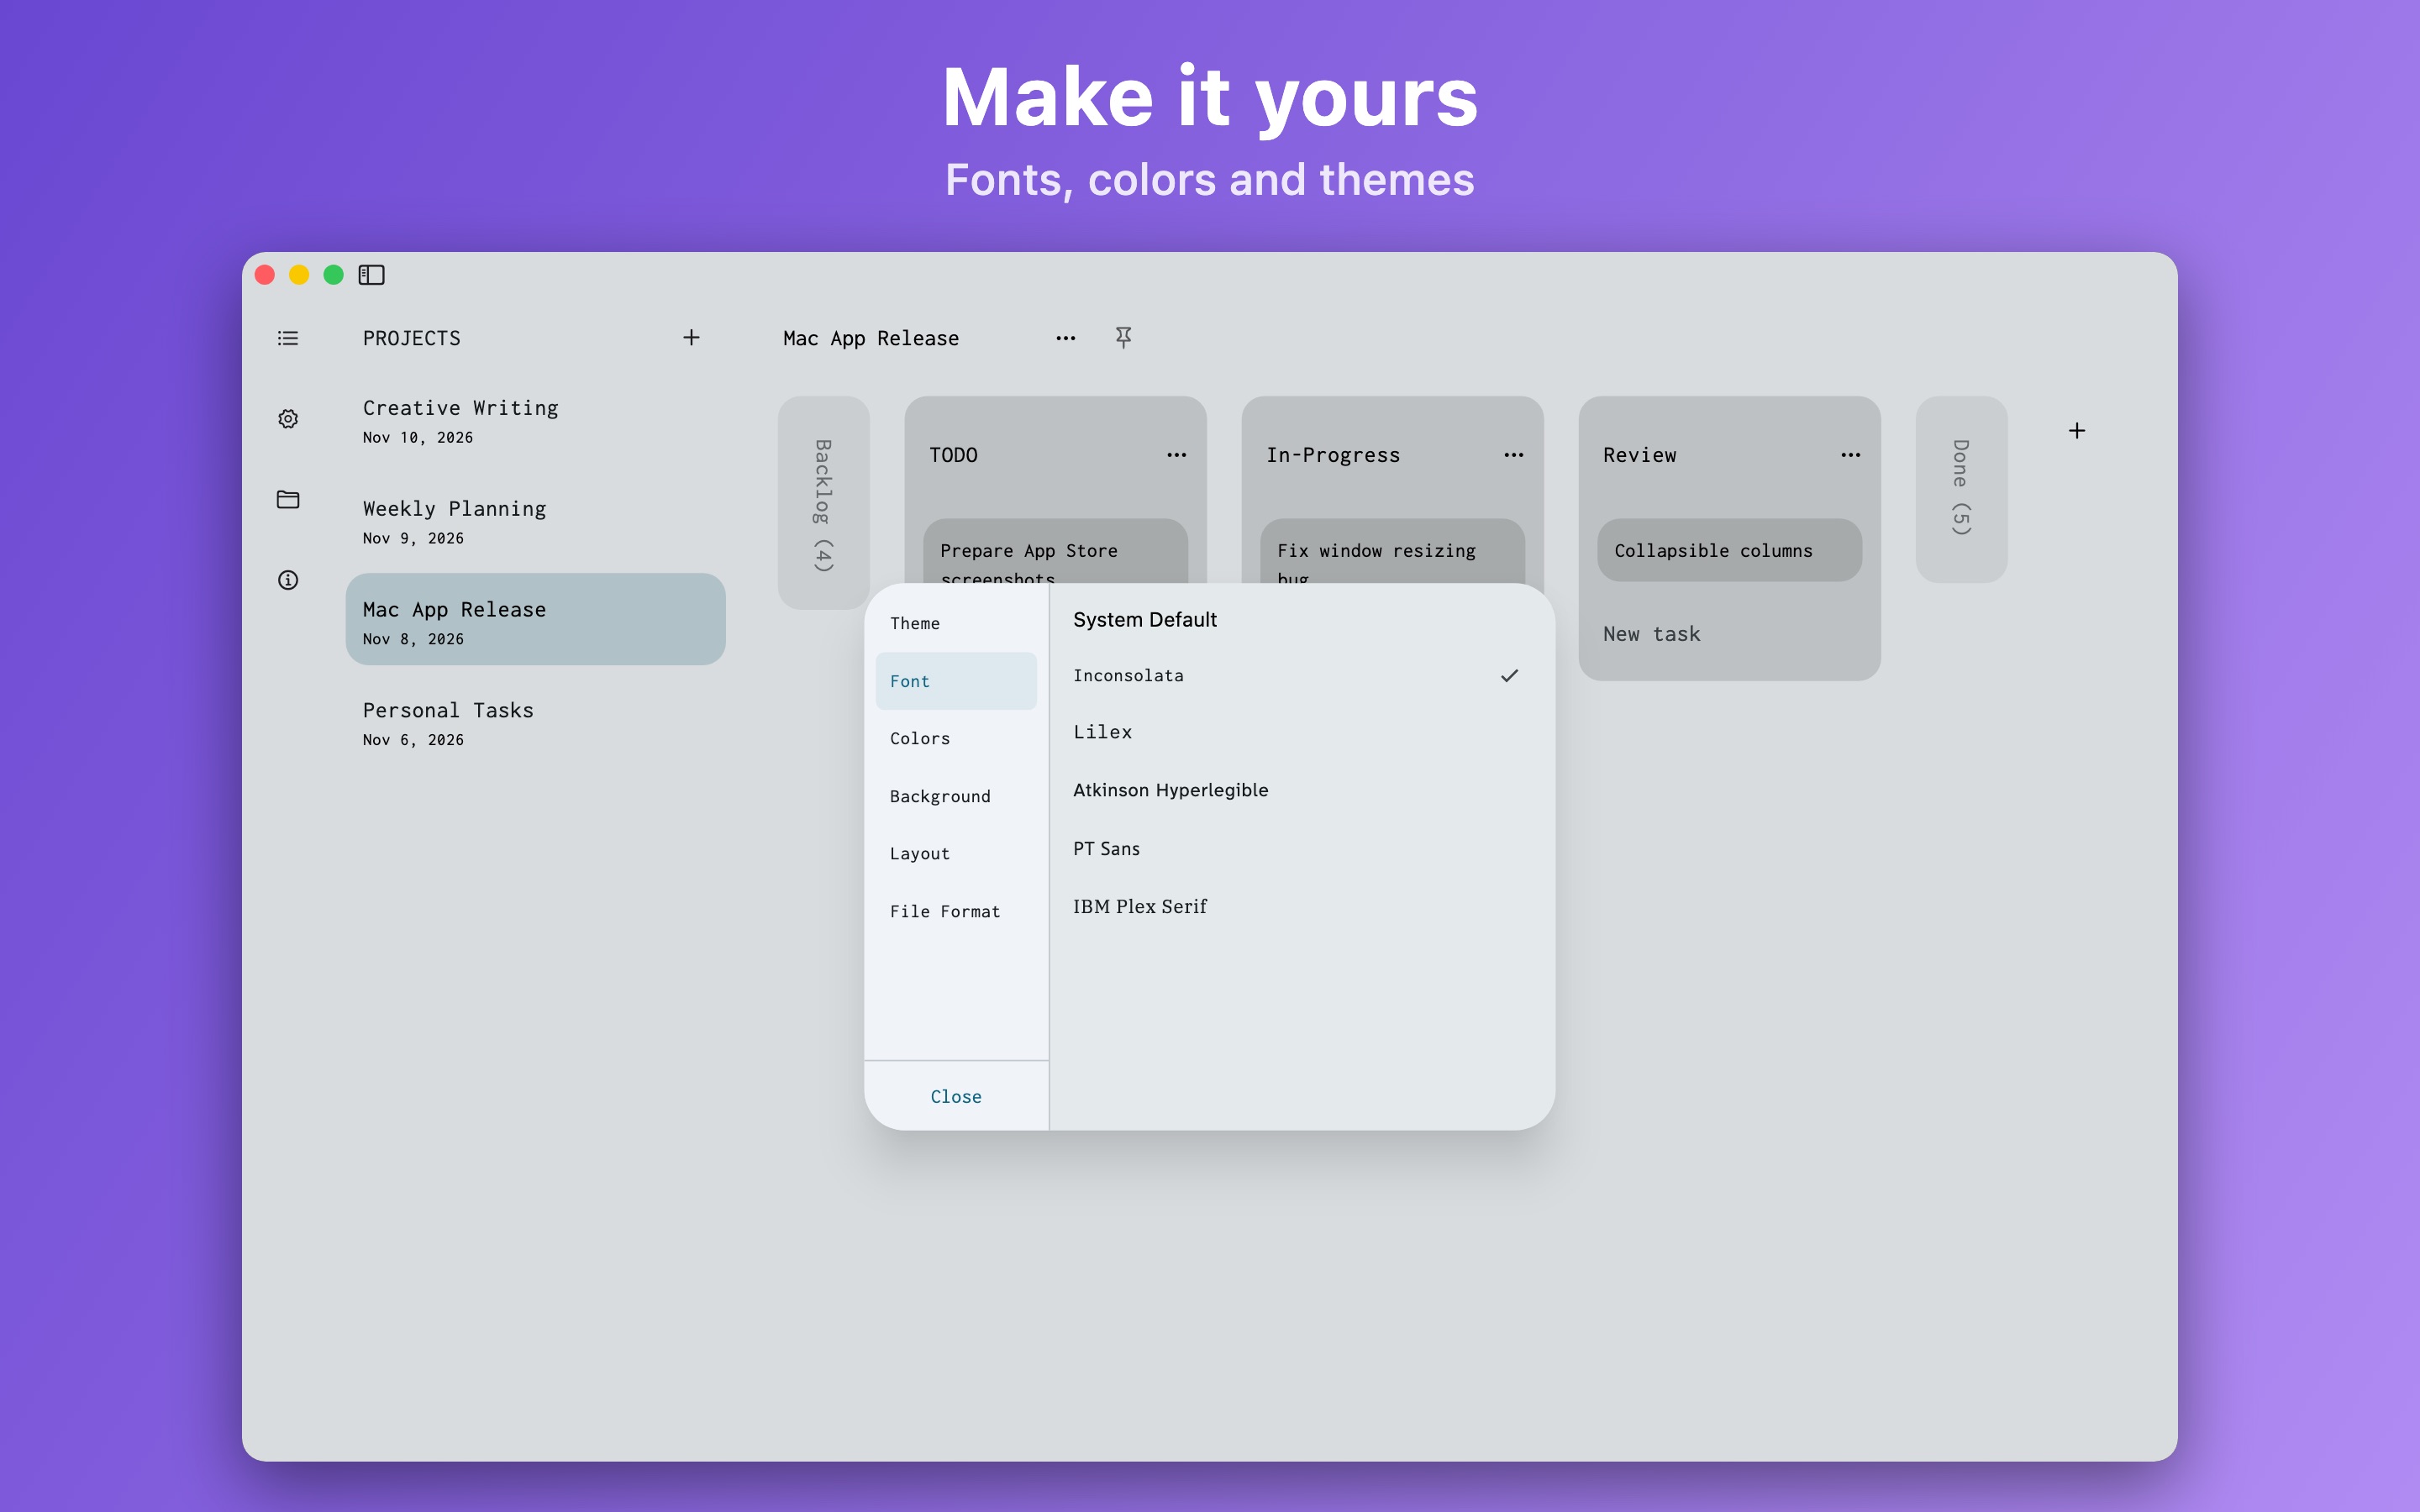 Make it yours
Fonts, colors and themes
PROJECTS
Creative Writing
Nov 10, 2026
Weekly Planning
Nov 9, 2026
Mac App Release
Nov 8, 2026
Personal Tasks
Nov 6, 2026
Mac App Release
Backlog (4)
TODO
Prepare App Store
screenshots
In-Progress
Fix window resizing
bug
Review
Collapsible columns
New task
Done (5)
Theme
Font
Colors
Background
Layout
File Format
Close
System Default
Inconsolata
Lilex
Atkinson Hyperlegible
PT Sans
IBM Plex Serif